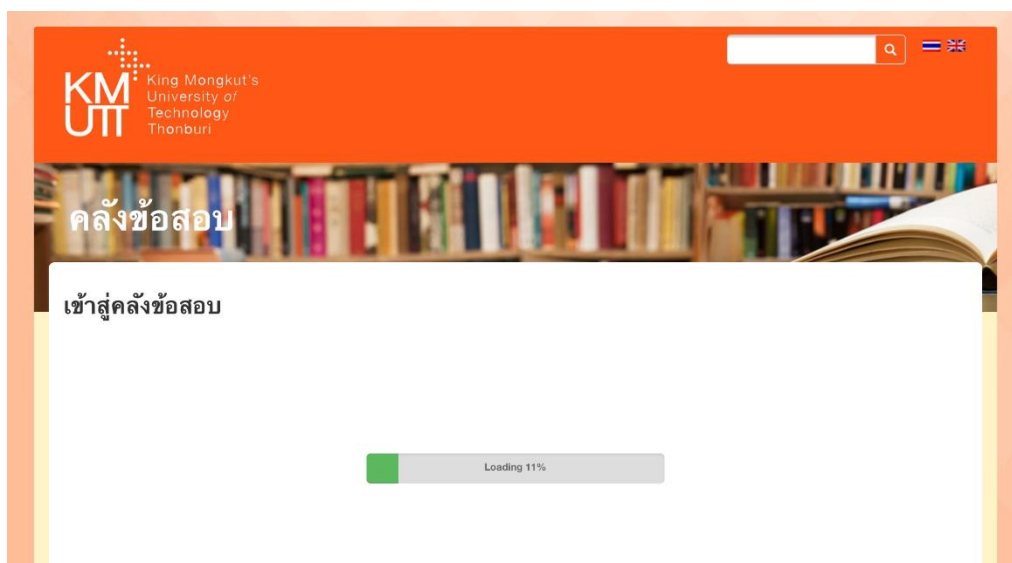 KM
UTT
King Mongkut's
University of
Technology
Thonburi
คลังข้อสอบ
เข้าสู่คลังข้อสอบ
Loading 11%